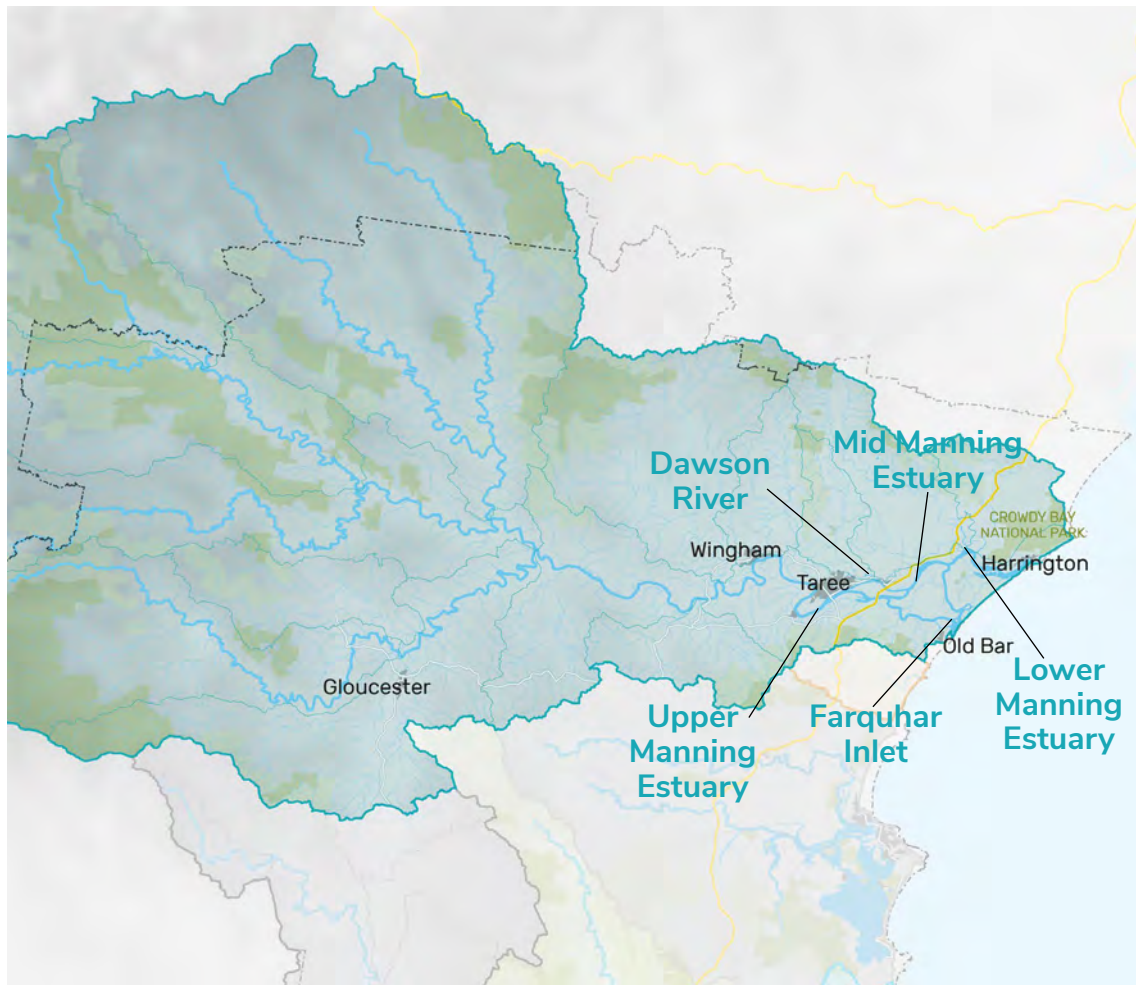 Mid Manning
Estuary
Dawson
River
CROWDY BAY
NATIONAL PARK
Wingham
Harrington
Taree
Old Bar
Lower
Manning
Estuary
Gloucester
Upper
Manning
Estuary
Farquhar
Inlet